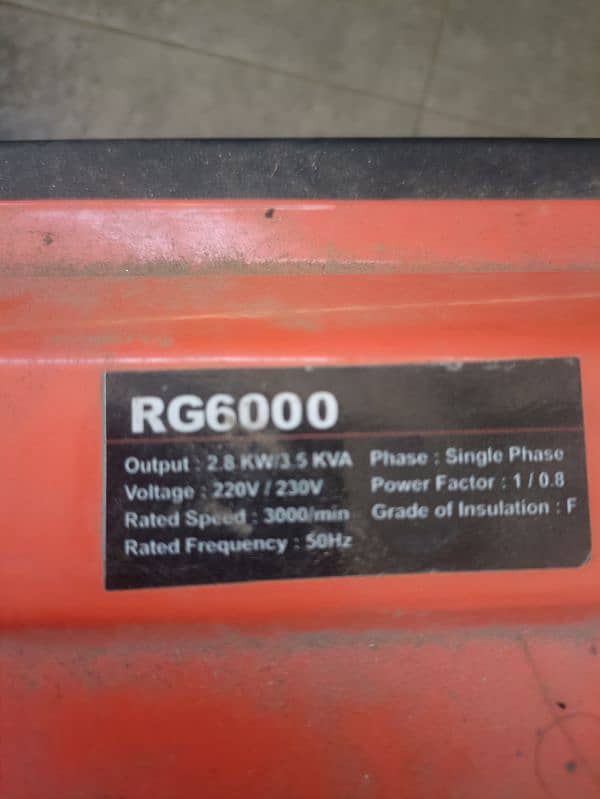 RG6000
Output : 2.8 KW/3.5 KVA Phase : Single Phase
Voltage : 220V / 230V Power Factor : 1 / 0.8
Rated Speed : 3000/min Grade of Insulation : F
Rated Frequency : 50Hz